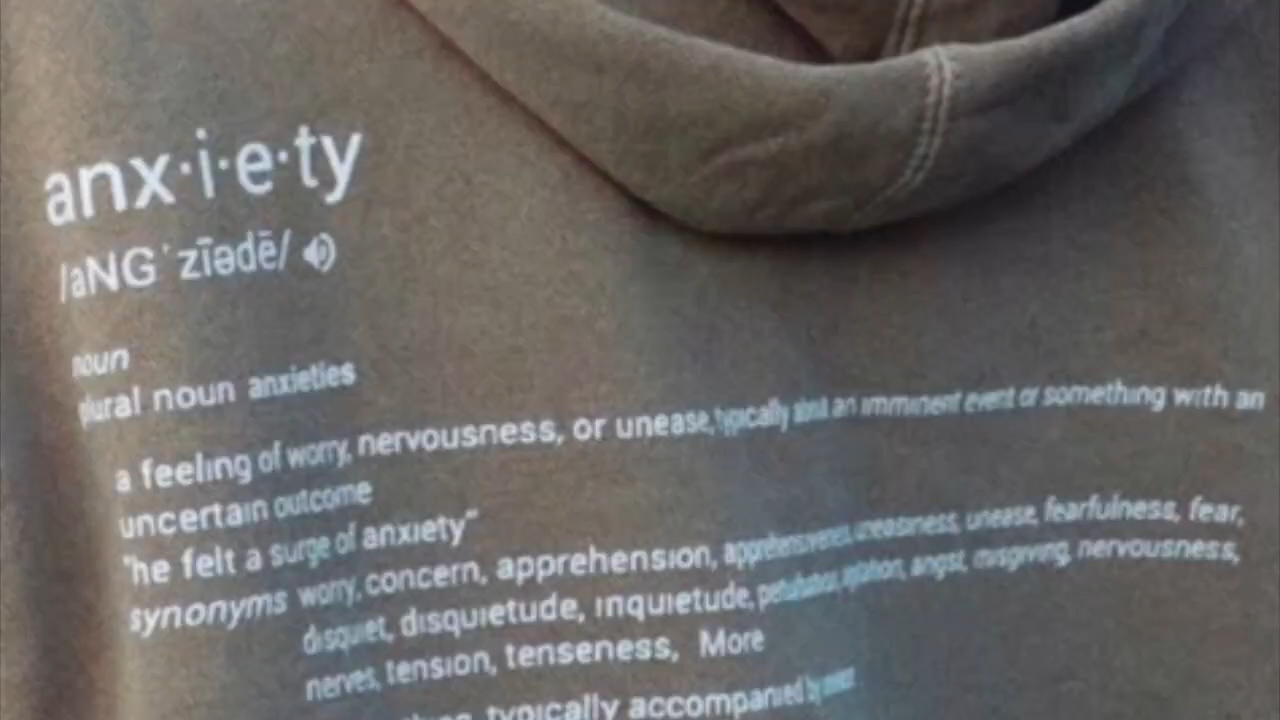 anx·i·e·ty
/aNGˈzīədē/
noun
plural noun anxieties
a feeling of worry, nervousness, or unease, typically about an imminent event or something with an
uncertain outcome
"he felt a surge of anxiety"
synonyms worry, concern, apprehension, apprehensiveness, uneasiness, unease, fearfulness, fear,
disquiet, disquietude, inquietude, angst, misgiving, nervousness,
nerves, tension, tenseness, More
typically accompanied by